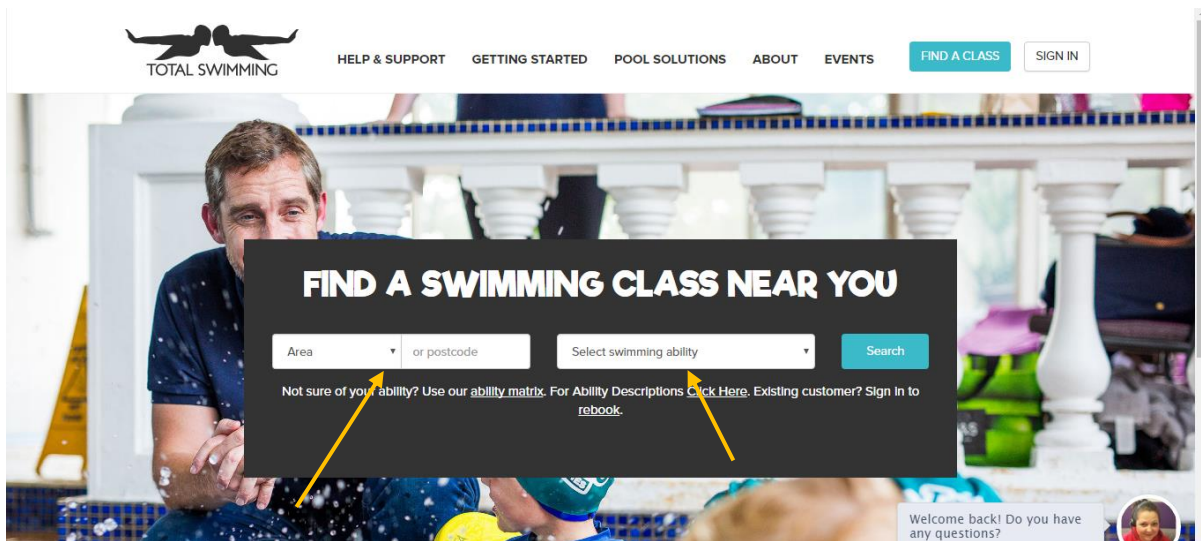 TOTAL SWIMMING
HELP & SUPPORT GETTING STARTED POOL SOLUTIONS ABOUT EVENTS FIND A CLASS SIGN IN
FIND A SWIMMING CLASS NEAR YOU
Area or postcode Select swimming ability Search
Not sure of your ability? Use our ability matrix. For Ability Descriptions Click Here. Existing customer? Sign in to
rebook.
Welcome back! Do you have
any questions?